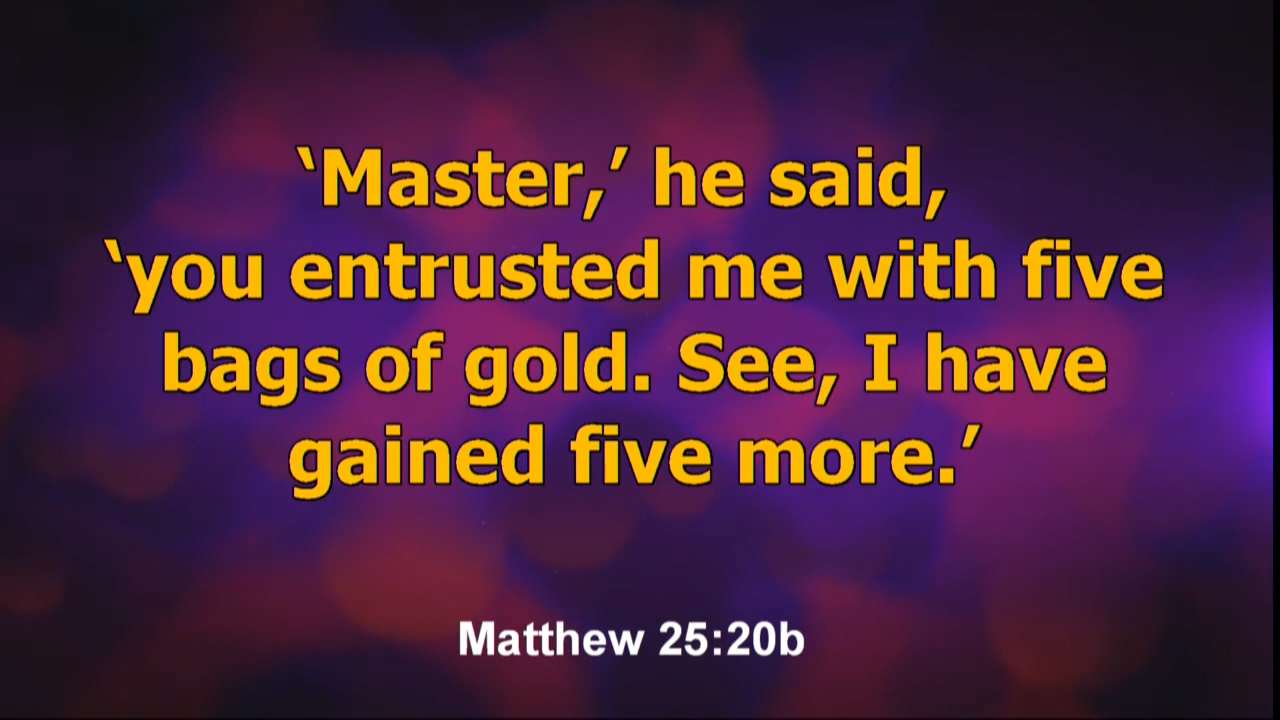 ‘Master,’ he said,
‘you entrusted me with five
bags of gold. See, I have
gained five more.’
Matthew 25:20b